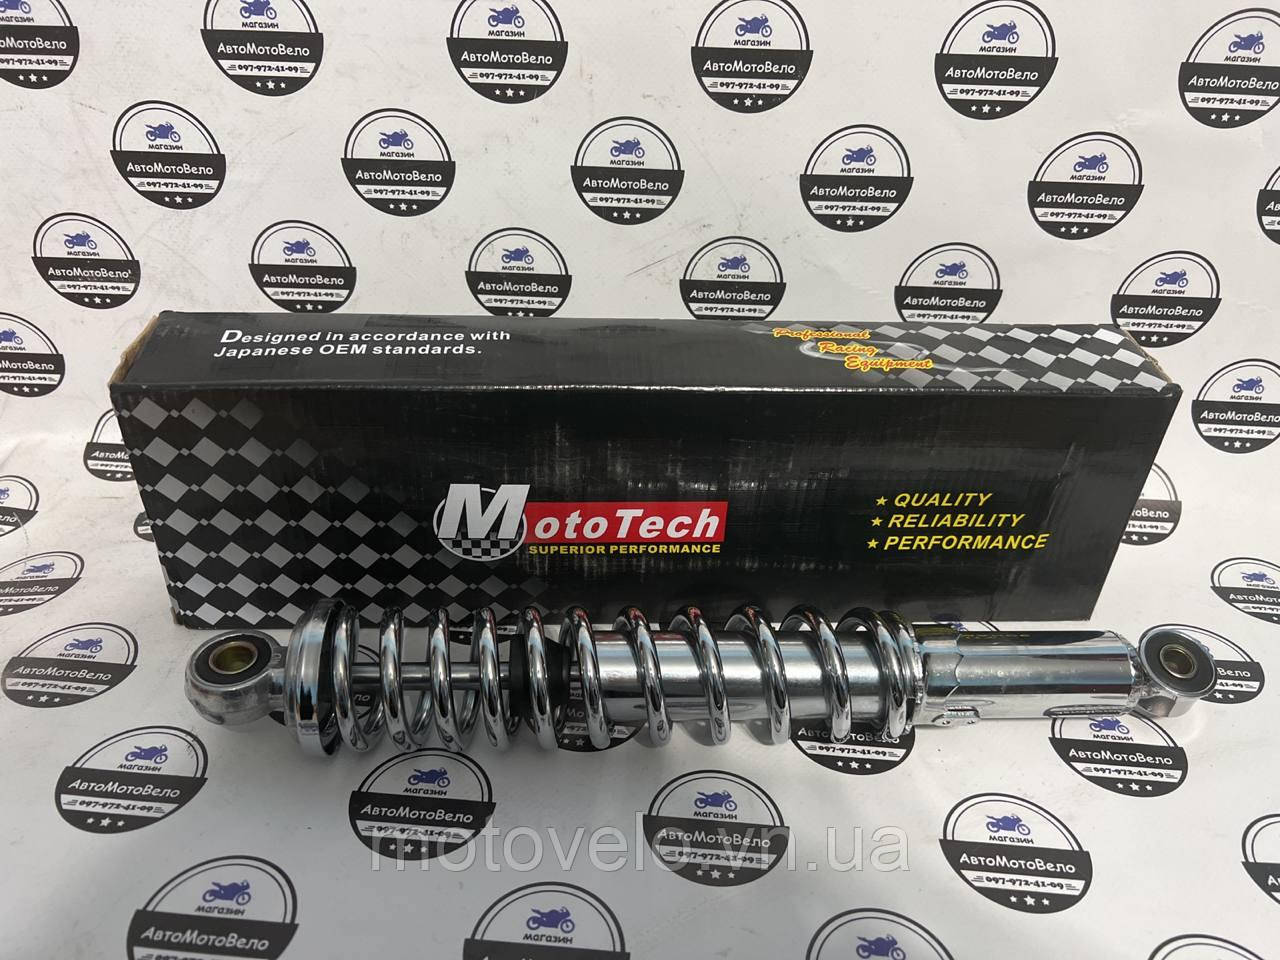 магазин
АвтоМотоВело
097-972-41-09
Designed in accordance with
Japanese OEM standards.
Professional
Racing
Equipment
MotoTech
SUPERIOR PERFORMANCE
★ QUALITY
★ RELIABILITY
★ PERFORMANCE
motovelo.vn.ua